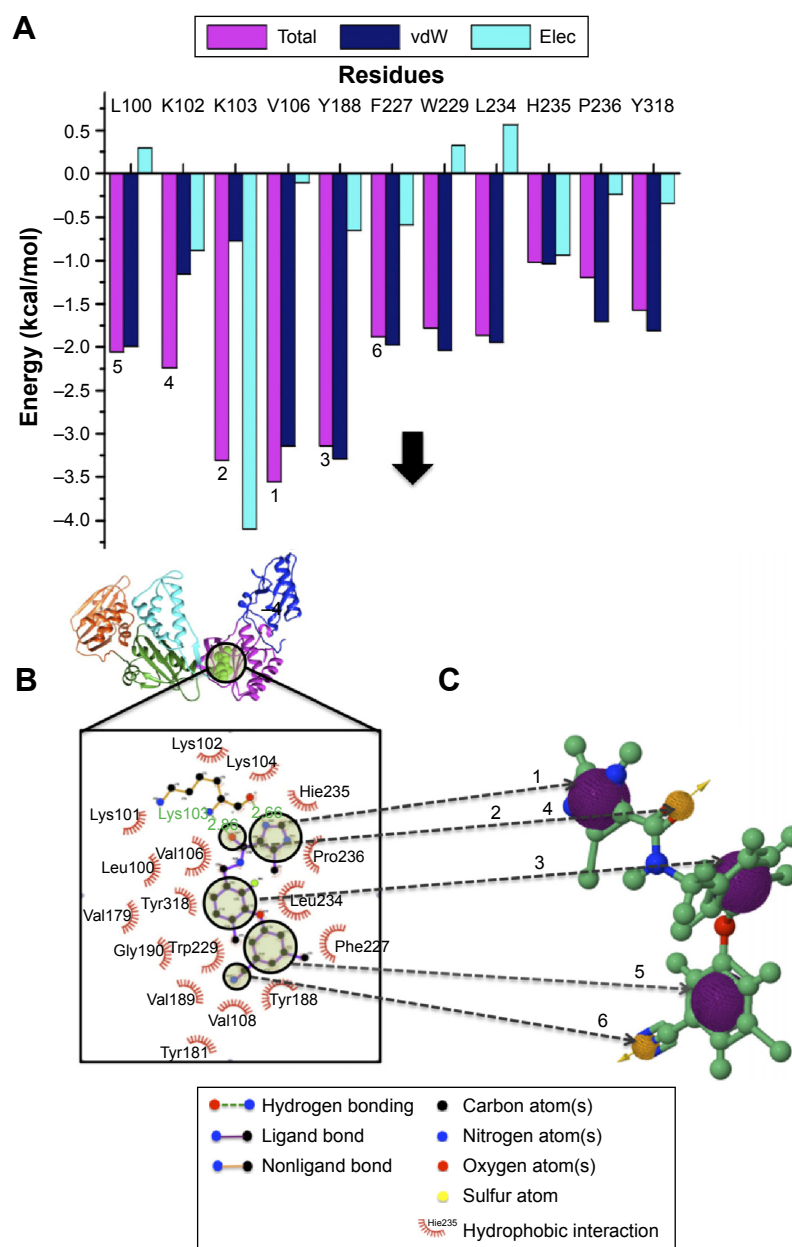 A
Total vdW Elec
Residues
L100 K102 K103 V106 Y188 F227 W229 L234 H235 P236 Y318
Energy (kcal/mol)
0.5
0.0
–0.5
–1.0
–1.5
–2.0
–3.0
–3.5
–4.0
5
4
2
1
3
6
–4
B
C
Lys102
Lys104
Hie235
Lys101
Lys103
2.86
2.66
Val106
Pro236
Leu100
Tyr318
Leu234
Val179
Gly190
Trp229
Phe227
Val189
Tyr188
Val108
Tyr181
1
2
4
3
5
6
Hydrogen bonding
Ligand bond
Nonligand bond
Carbon atom(s)
Nitrogen atom(s)
Oxygen atom(s)
Sulfur atom
Hie235 Hydrophobic interaction